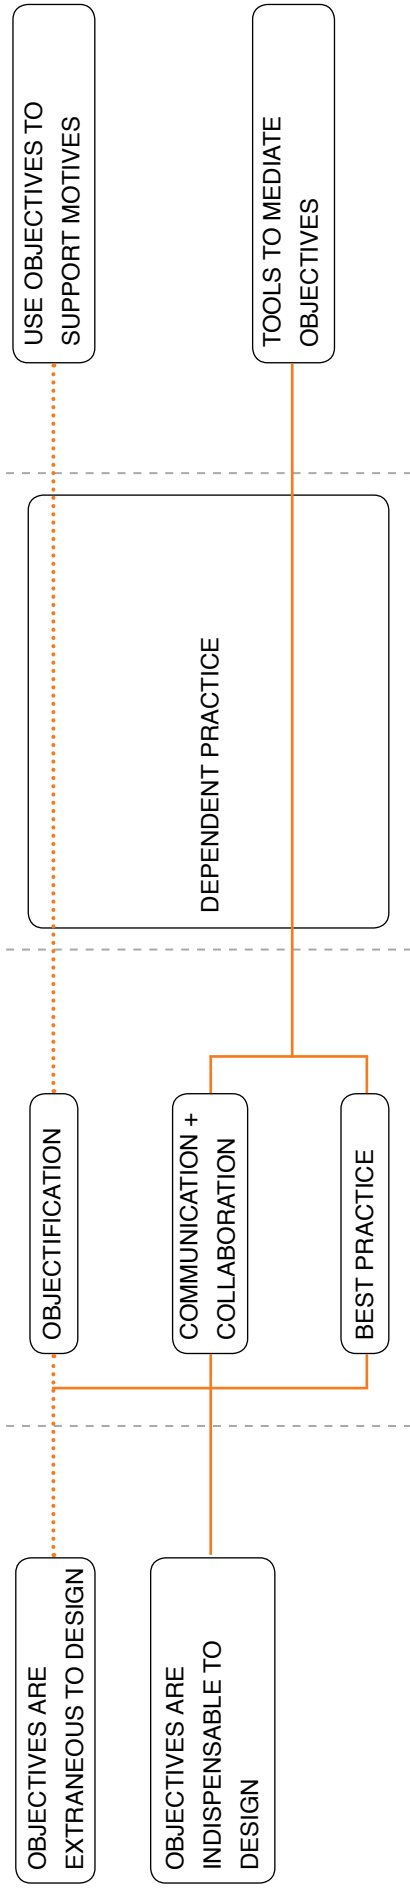 OBJECTIVES ARE
EXTRANEOUS TO DESIGN
OBJECTIVES ARE
INDISPENSABLE TO
DESIGN
OBJECTIFICATION
COMMUNICATION +
COLLABORATION
BEST PRACTICE
DEPENDENT PRACTICE
USE OBJECTIVES TO
SUPPORT MOTIVES
TOOLS TO MEDIATE
OBJECTIVES